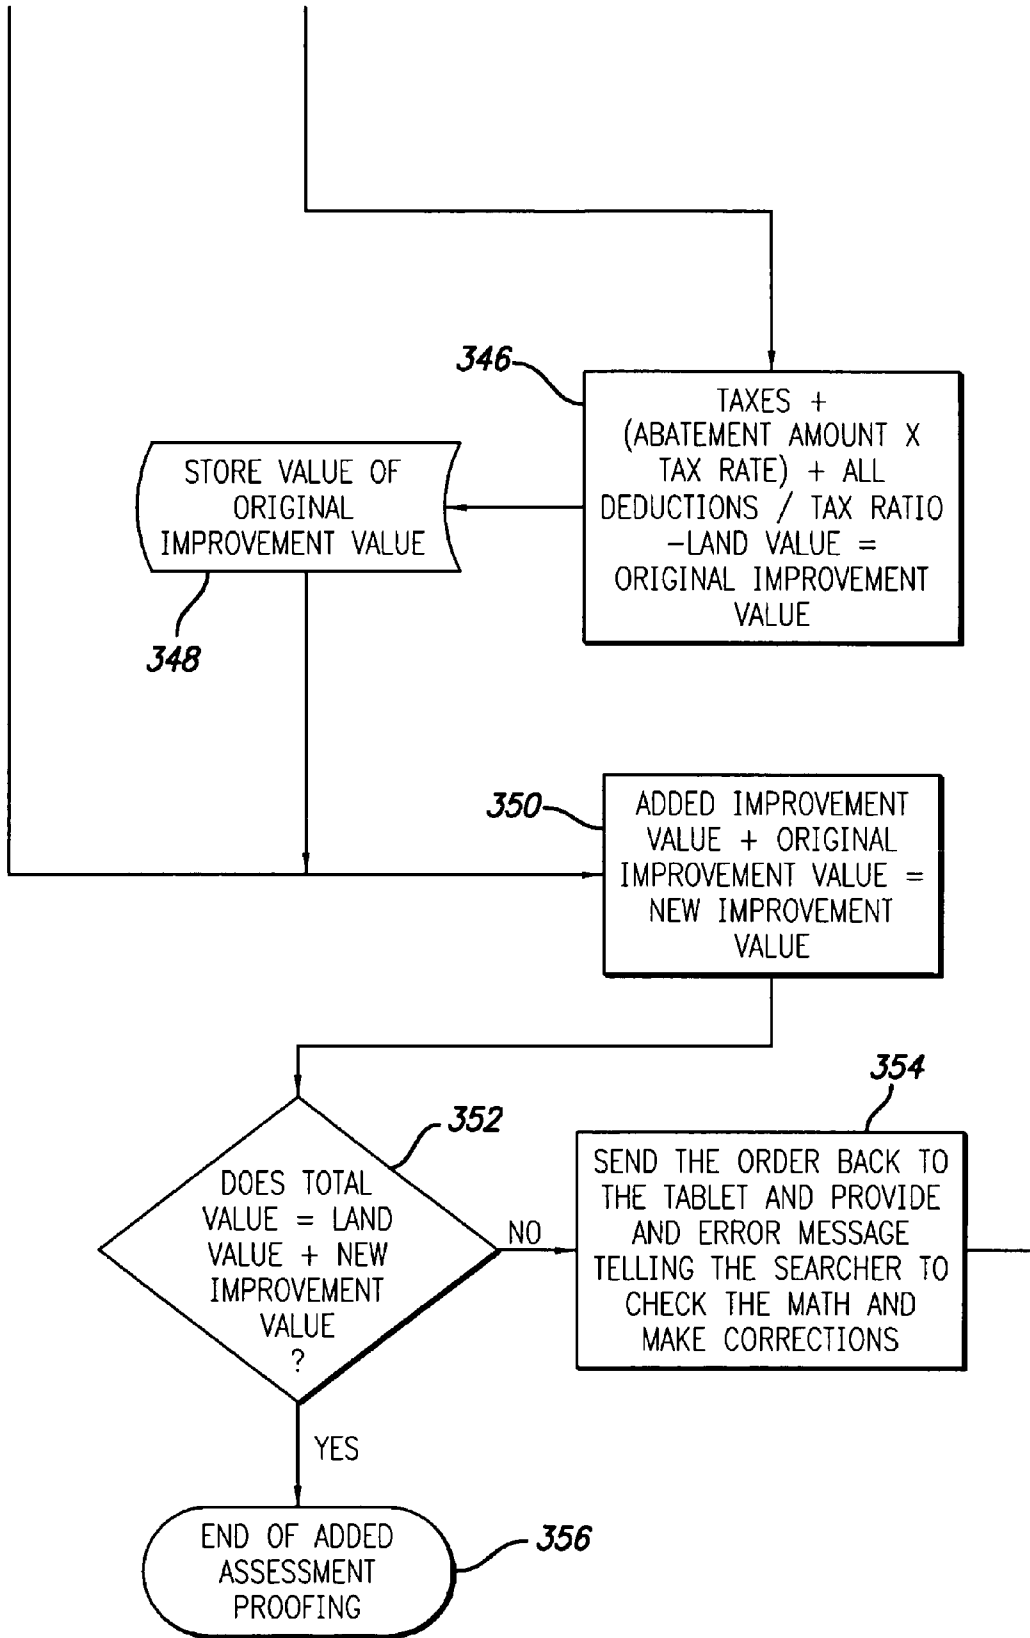 346
TAXES +
(ABATEMENT AMOUNT X
TAX RATE) + ALL
DEDUCTIONS / TAX RATIO
-LAND VALUE =
ORIGINAL IMPROVEMENT
VALUE
STORE VALUE OF
ORIGINAL
IMPROVEMENT VALUE
348
350
ADDED IMPROVEMENT
VALUE + ORIGINAL
IMPROVEMENT VALUE =
NEW IMPROVEMENT
VALUE
352
DOES TOTAL
VALUE = LAND
VALUE + NEW
IMPROVEMENT
VALUE
?
NO
354
SEND THE ORDER BACK TO
THE TABLET AND PROVIDE
AND ERROR MESSAGE
TELLING THE SEARCHER TO
CHECK THE MATH AND
MAKE CORRECTIONS
YES
END OF ADDED
ASSESSMENT
PROOFING
356